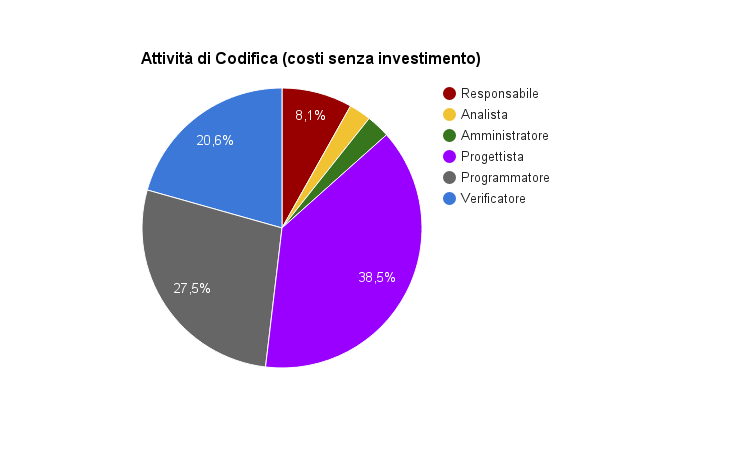 Attività di Codifica (costi senza investimento)
Responsabile
Analista
Amministratore
Progettista
Programmatore
Verificatore
8,1%
20,6%
38,5%
27,5%